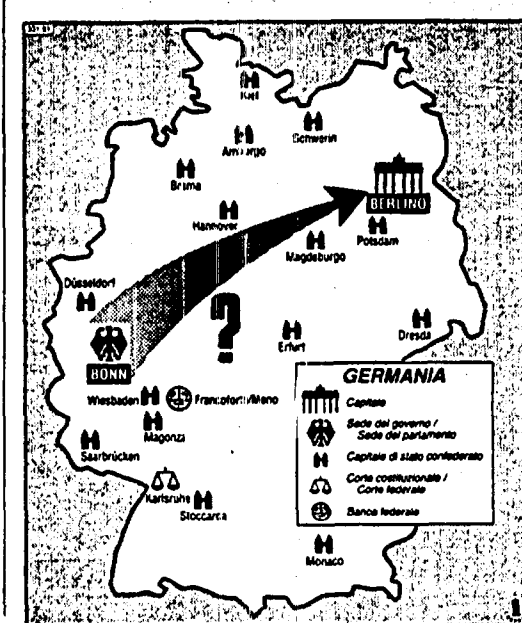 Kiel
Schwerin
Amburgo
Brema
BERLINO
Hannover
Potsdam
Magdeburgo
Düsseldorf
?
Erfurt
Dresda
BONN
Wiesbaden
Francoforte/Meno
Magonza
Saarbrücken
Karlsruhe
Stoccarda
Monaco
GERMANIA
Capitale
Sede del governo /
Sede del parlamento
Capitale di stato confederato
Corte costituzionale /
Corte federale
Banca federale